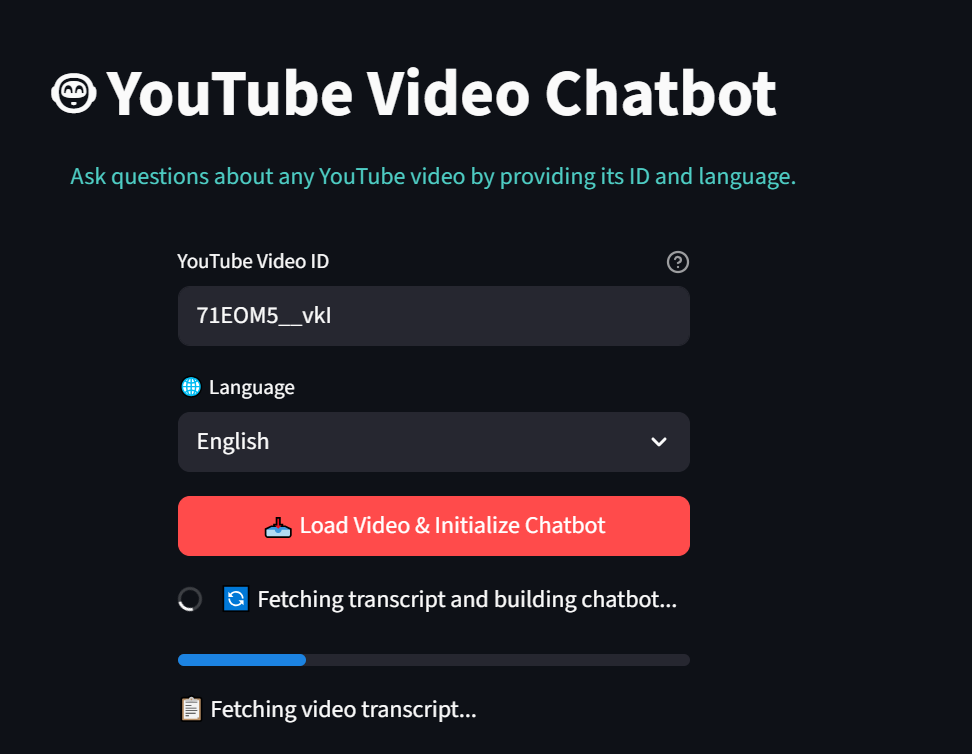 YouTube Video Chatbot
Ask questions about any YouTube video by providing its ID and language.
YouTube Video ID
71EOM5__vkI
Language
English
Load Video & Initialize Chatbot
Fetching transcript and building chatbot...
Fetching video transcript...